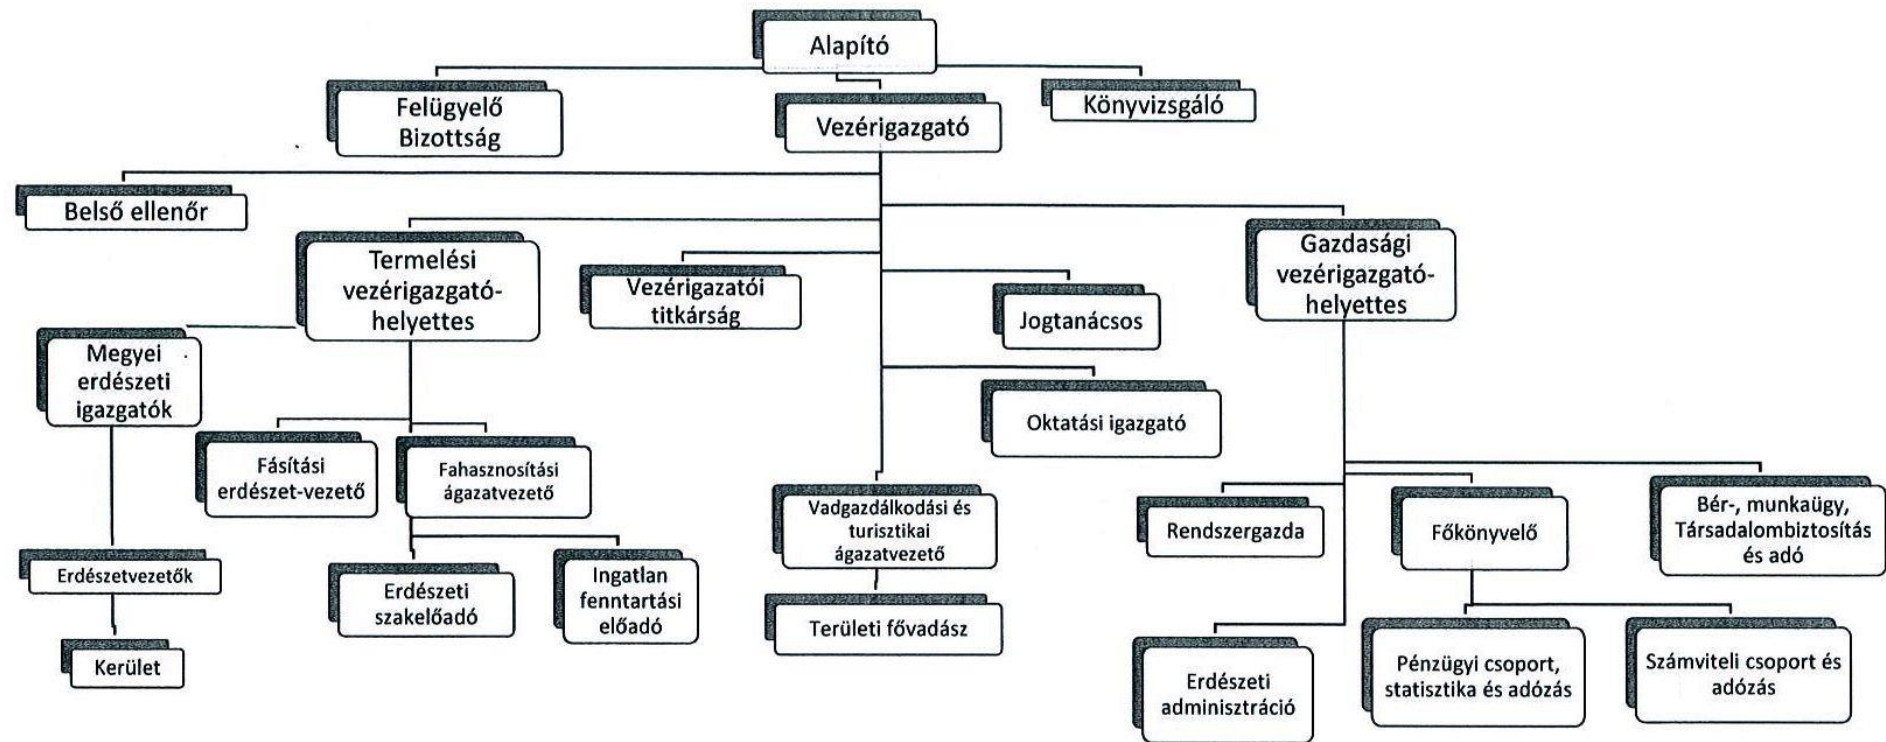 Alapító
Felügyelő
Bizottság
Vezérigazgató
Könyvizsgáló
Belső ellenőr
Termelési
vezérigazgató-
helyettes
Vezérigazatói
titkárság
Jogtanácsos
Gazdasági
vezérigazgató-
helyettes
Megyei
erdészeti
igazgatók
Oktatási igazgató
Fásítási
erdészet-vezető
Fahasznosítási
ágazatvezető
Vadgazdálkodási és
turisztikai
ágazatvezető
Rendszergazda
Főkönyvelő
Bér-, munkaügy,
Társadalombiztosítás
és adó
Erdészetvezetők
Erdészeti
szakelőadó
Ingatlan
fenntartási
előadó
Területi fővadász
Kerület
Erdészeti
adminisztráció
Pénzügyi csoport,
statisztika és adózás
Számviteli csoport és
adózás